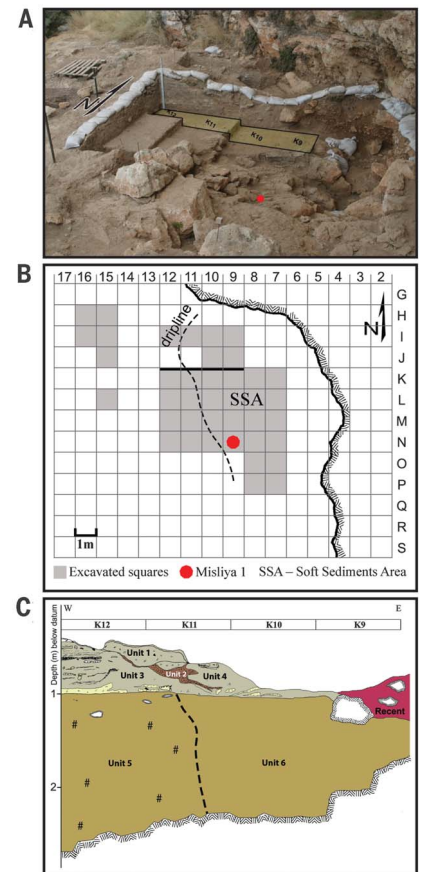 A
N
K12
K11
K10
K9
B
17 16 15 14 13 12 11 10 9 8 7 6 5 4 3 2
G
H
I
J
K
L
M
N
O
P
Q
R
S
dripline
N
SSA
1m
Excavated squares Misliya 1 SSA – Soft Sediments Area
C
W E
K12 K11 K10 K9
Depth (m) below datum
Unit 1
Unit 2
Unit 3 Unit 4
1
Recent
#
#
#
Unit 5 Unit 6
2
#
#
#